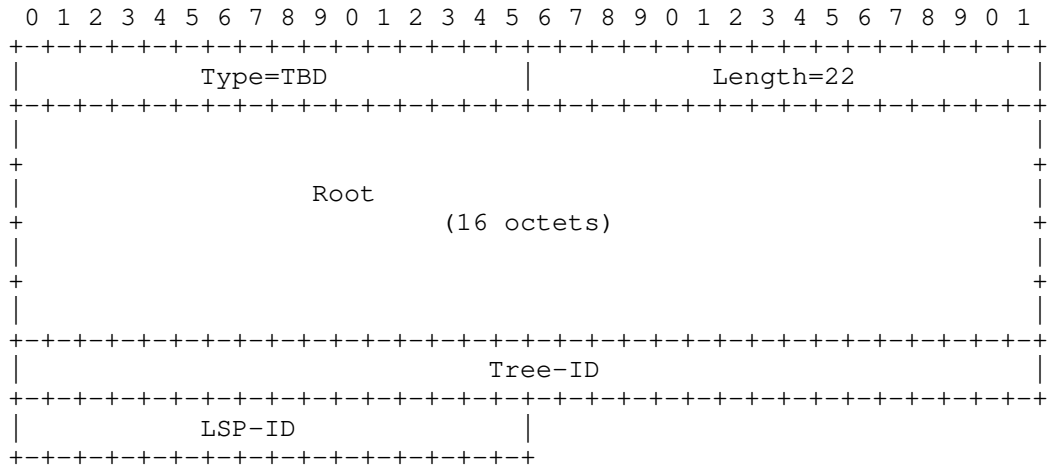 0 1 2 3 4 5 6 7 8 9 0 1 2 3 4 5 6 7 8 9 0 1 2 3 4 5 6 7 8 9 0 1
+-+-+-+-+-+-+-+-+-+-+-+-+-+-+-+-+-+-+-+-+-+-+-+-+-+-+-+-+-+-+-+-+
| Type=TBD | Length=22 |
+-+-+-+-+-+-+-+-+-+-+-+-+-+-+-+-+-+-+-+-+-+-+-+-+-+-+-+-+-+-+-+-+
| |
+ +
| Root |
+ (16 octets) +
| |
+ +
| |
+-+-+-+-+-+-+-+-+-+-+-+-+-+-+-+-+-+-+-+-+-+-+-+-+-+-+-+-+-+-+-+-+
| Tree-ID |
+-+-+-+-+-+-+-+-+-+-+-+-+-+-+-+-+-+-+-+-+-+-+-+-+-+-+-+-+-+-+-+-+
| LSP-ID |
+-+-+-+-+-+-+-+-+-+-+-+-+-+-+-+-+